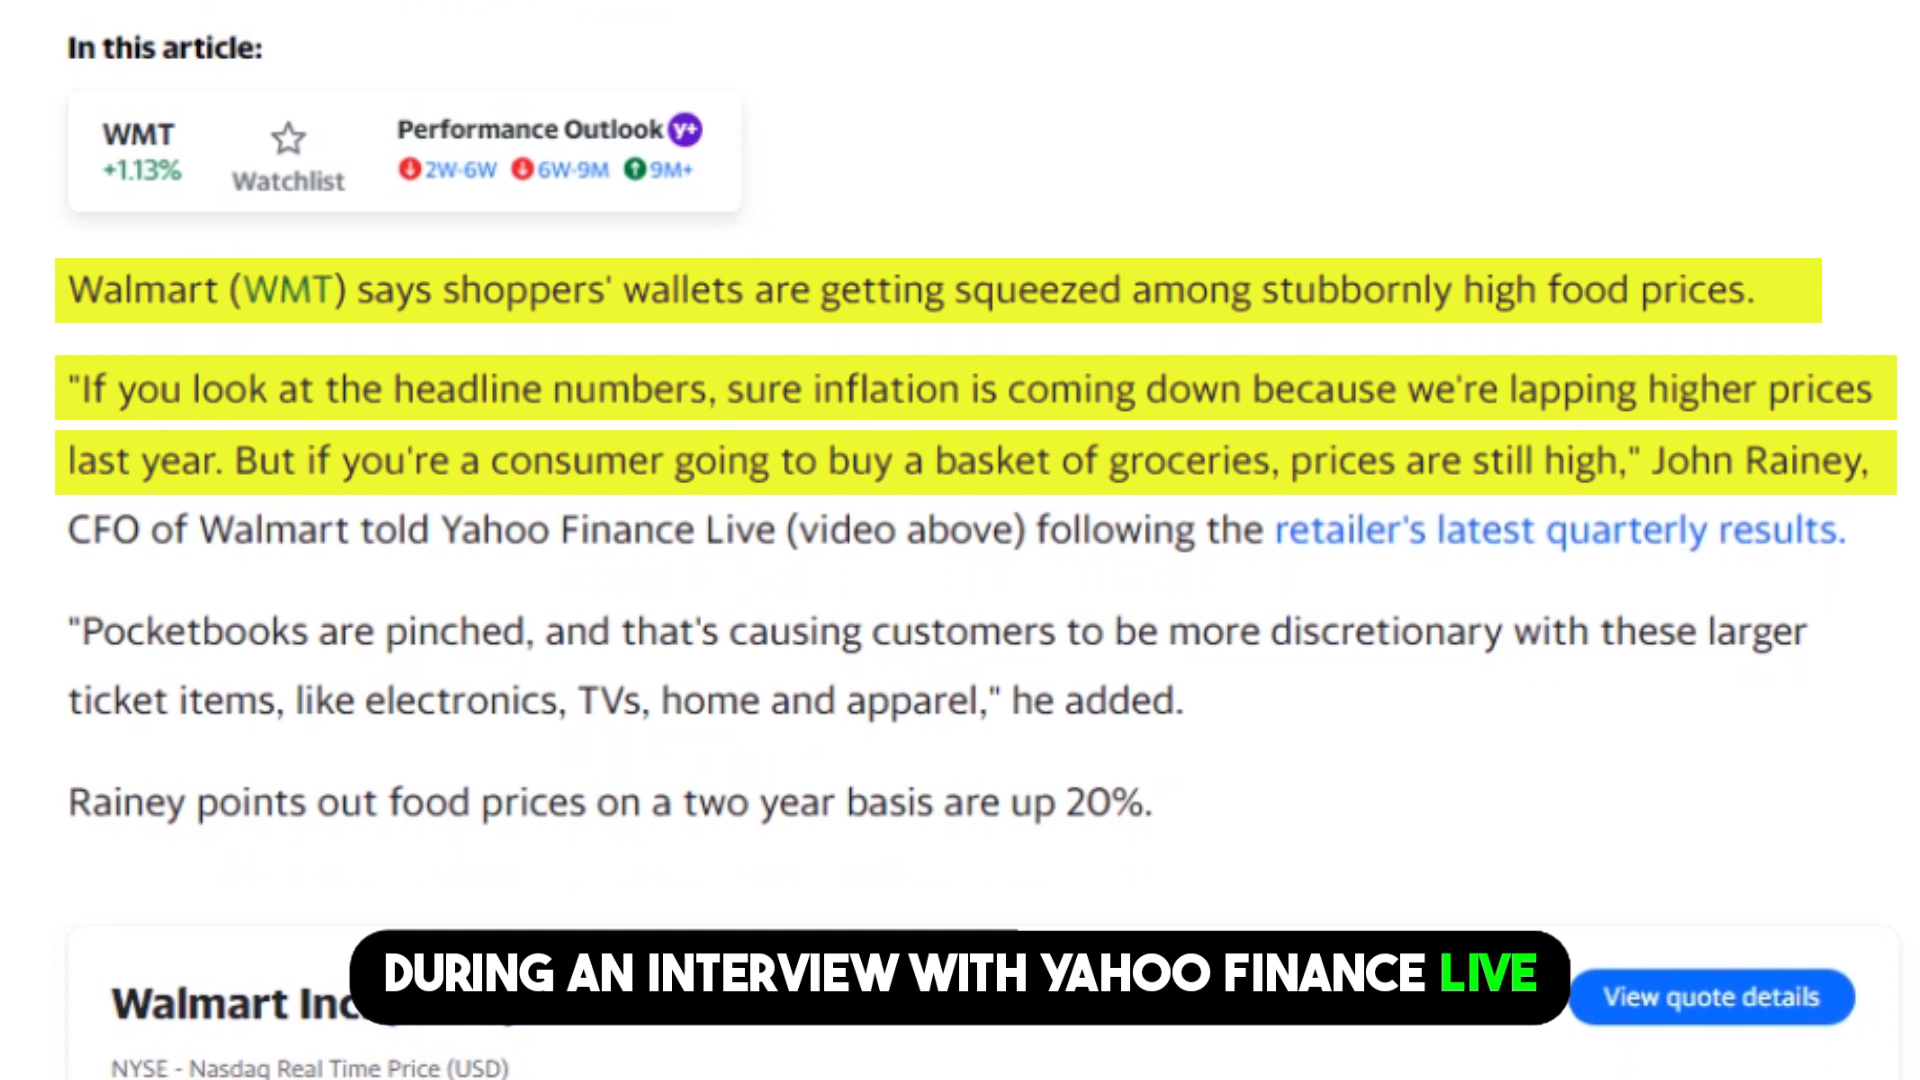 In this article:
WMT
+1.13%
Watchlist
Performance Outlook y+
2W-6W 6W-9M 9M+
Walmart (WMT) says shoppers' wallets are getting squeezed among stubbornly high food prices.
"If you look at the headline numbers, sure inflation is coming down because we're lapping higher prices
last year. But if you're a consumer going to buy a basket of groceries, prices are still high," John Rainey,
CFO of Walmart told Yahoo Finance Live (video above) following the retailer's latest quarterly results.
"Pocketbooks are pinched, and that's causing customers to be more discretionary with these larger
ticket items, like electronics, TVs, home and apparel," he added.
Rainey points out food prices on a two year basis are up 20%.
DURING AN INTERVIEW WITH YAHOO FINANCE LIVE
Walmart Inc
View quote details
NYSE - Nasdaq Real Time Price (USD)